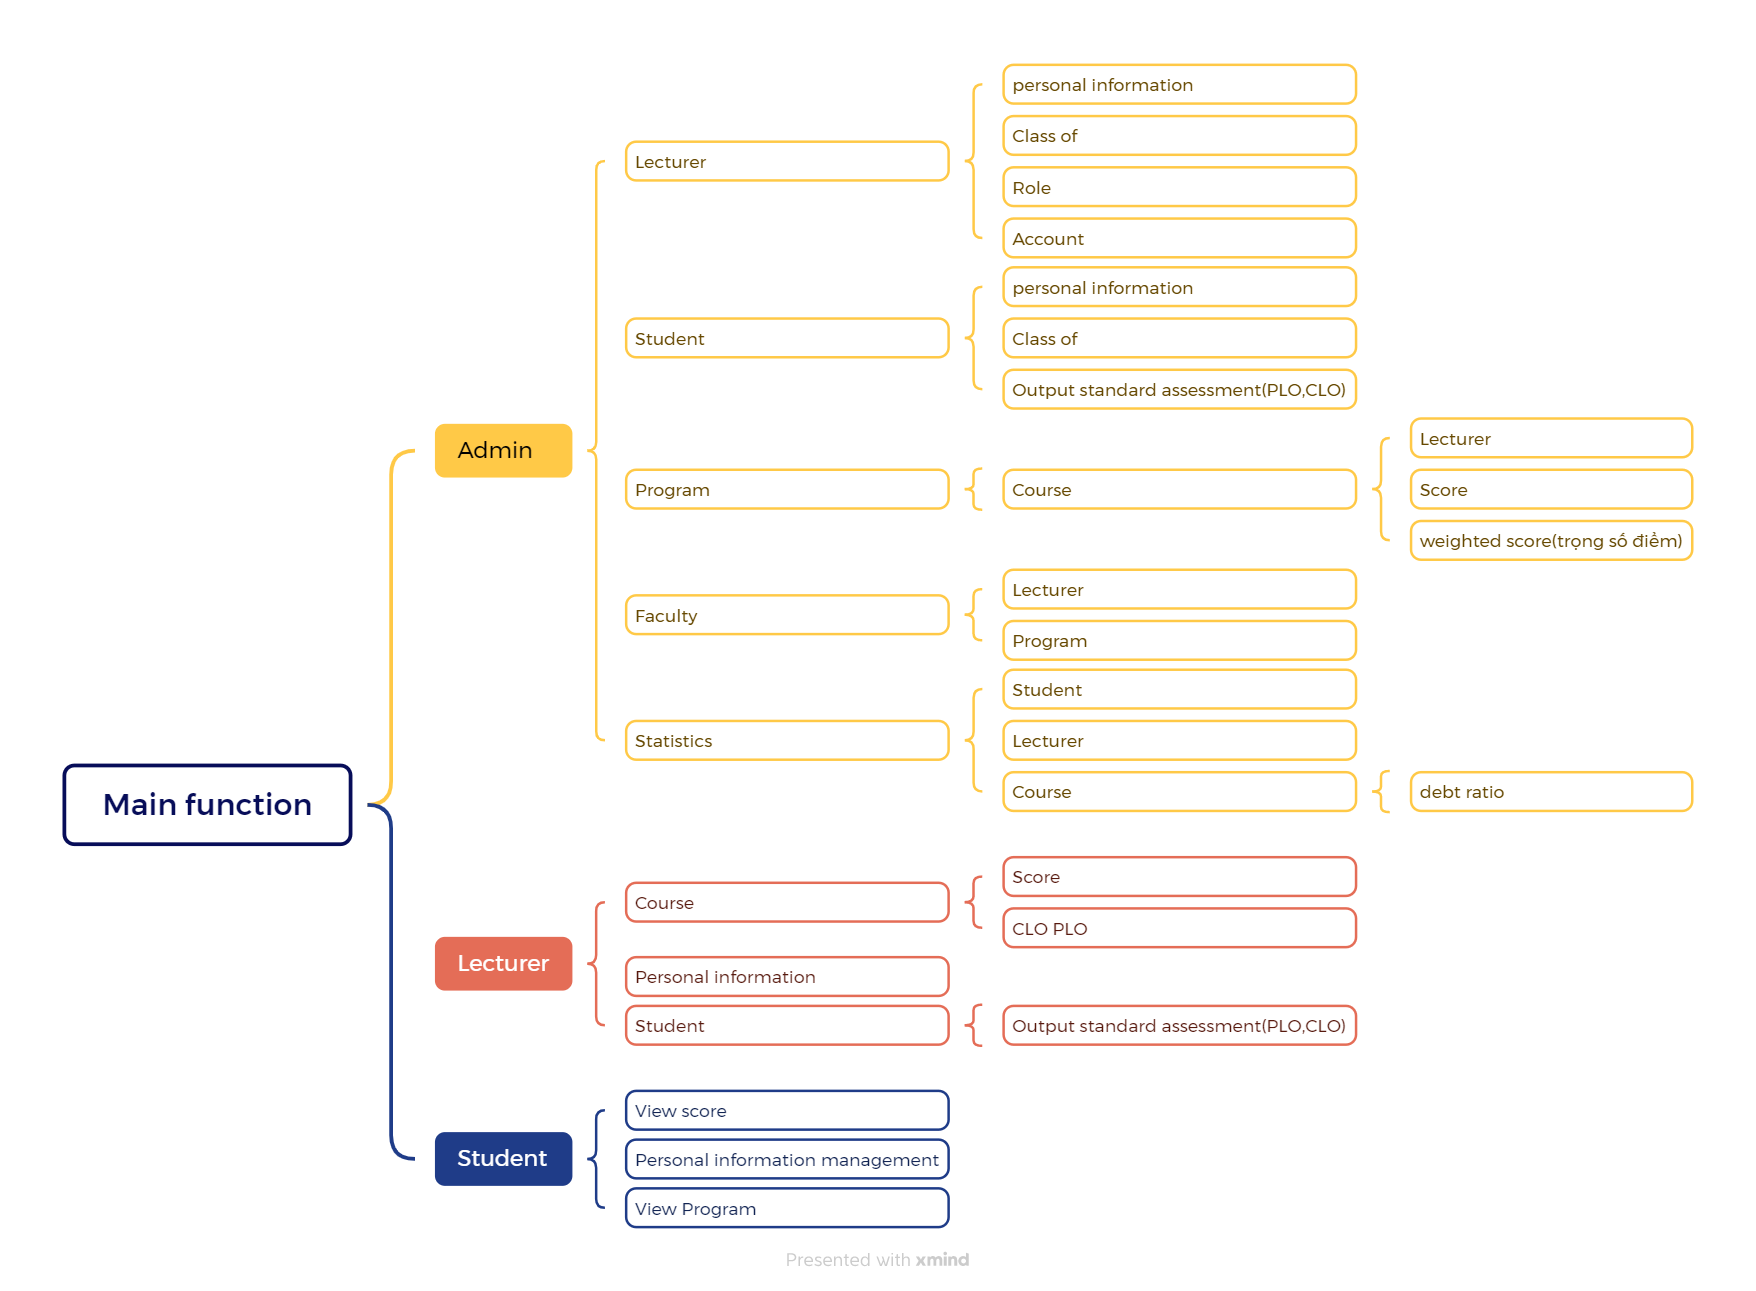 Main function
Admin
Lecturer
personal information
Class of
Role
Account
Student
personal information
Class of
Output standard assessment(PLO,CLO)
Program
Course
Lecturer
Score
weighted score(trọng số điểm)
Faculty
Lecturer
Program
Statistics
Student
Lecturer
Course
debt ratio
Lecturer
Course
Score
CLO PLO
Personal information
Student
Output standard assessment(PLO,CLO)
Student
View score
Personal information management
View Program
Presented with xmind